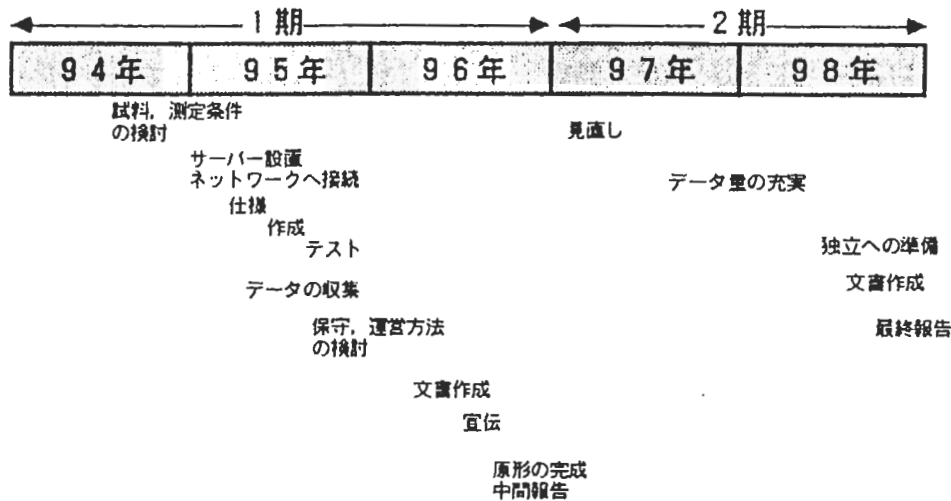 1期 2期
94年 95年 96年 97年 98年
試料,測定条件
の検討
見直し
サーバー設置
ネットワークへ接続
データ量の充実
仕様
作成
テスト
独立への準備
データの収集
文書作成
保守,運営方法
の検討
最終報告
文書作成
宣伝
原形の完成
中間報告